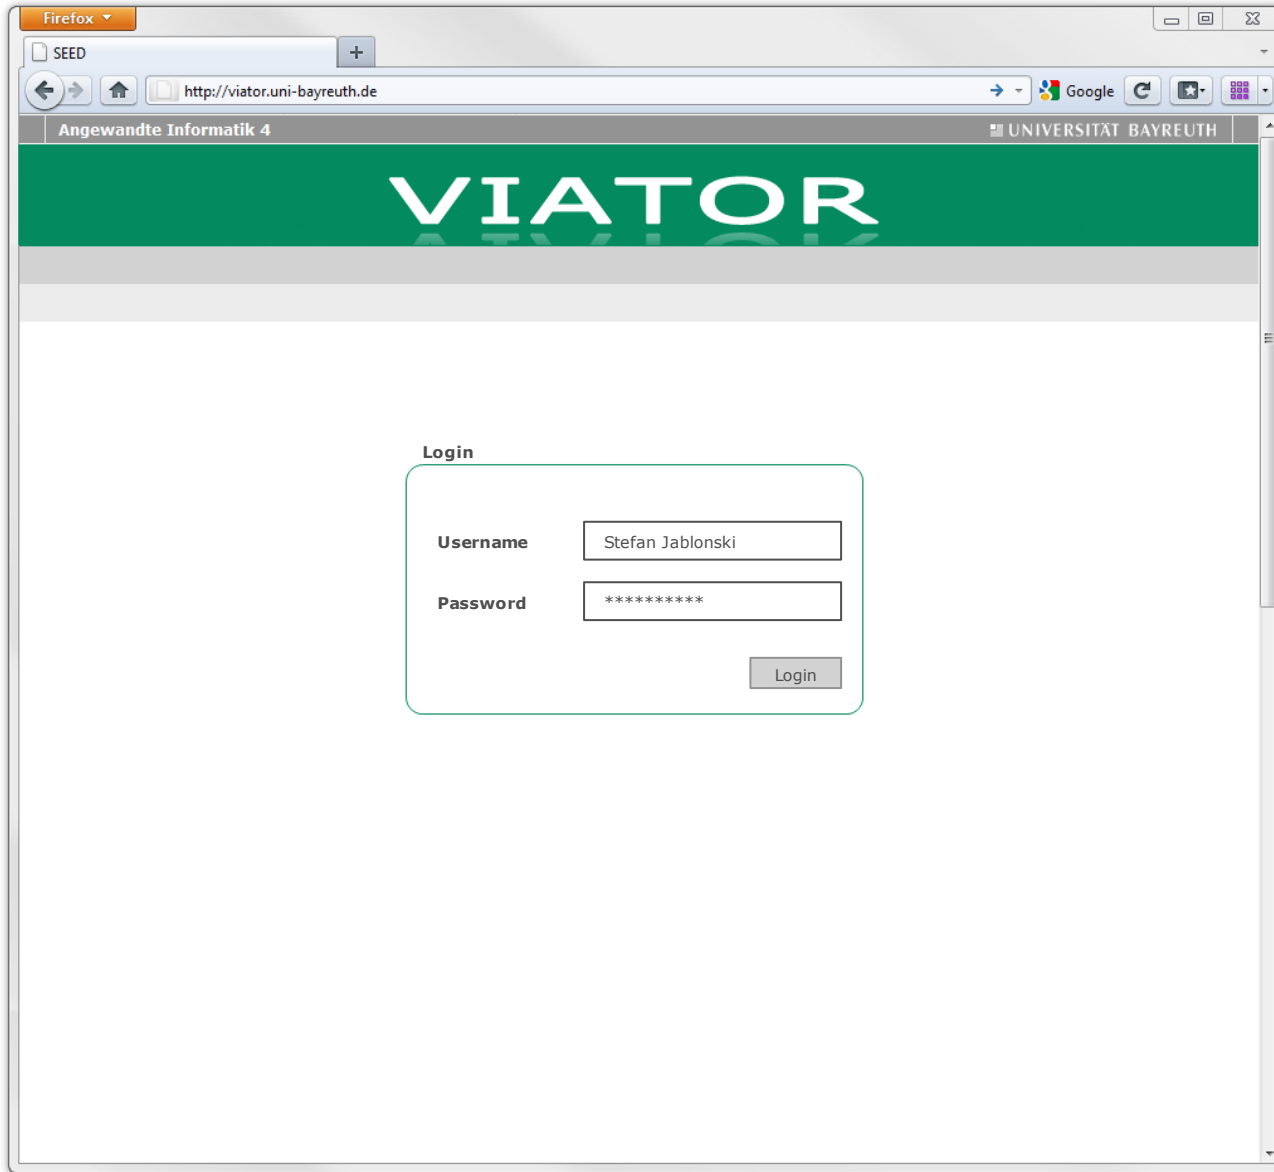 Firefox
SEED
http://viator.uni-bayreuth.de
Google
Angewandte Informatik 4
UNIVERSITÄT BAYREUTH
VIATOR
Login
Username
Stefan Jablonski
Password
**********
Login